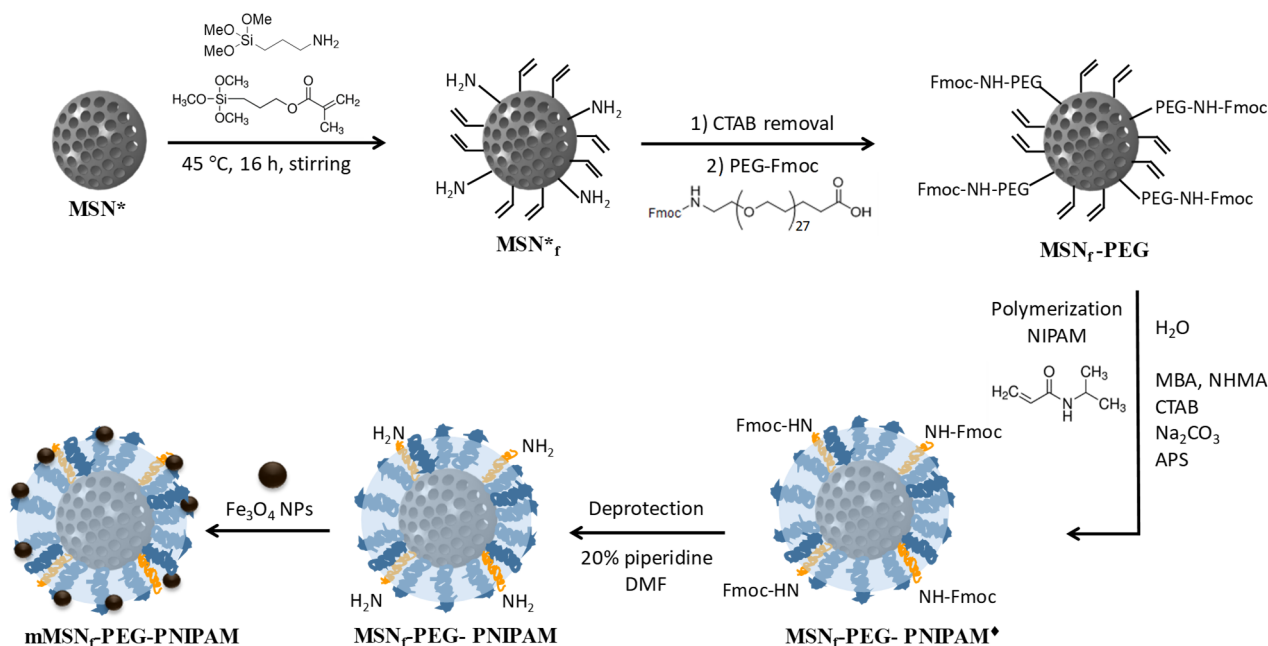 OMe
MeO
Si
NH2
MeO
OCH3
O
H3CO
Si
O
CH2
OCH3
CH3
45 °C, 16 h, stirring
MSN*
H2N
NH2
H2N
NH2
MSN*f
1) CTAB removal
2) PEG-Fmoc
H
N
Fmoc
O
27
O
OH
Fmoc-NH-PEG
PEG-NH-Fmoc
Fmoc-NH-PEG
PEG-NH-Fmoc
MSNf-PEG
Polymerization
NIPAM
O
CH3
H2C
N
H
CH3
H2O
MBA, NHMA
CTAB
Na2CO3
APS
Fmoc-HN
NH-Fmoc
Fmoc-HN
NH-Fmoc
MSNf-PEG- PNIPAM♦
Deprotection
20% piperidine
DMF
H2N
NH2
H2N
NH2
MSNf-PEG- PNIPAM
Fe3O4 NPs
mMSNf-PEG-PNIPAM